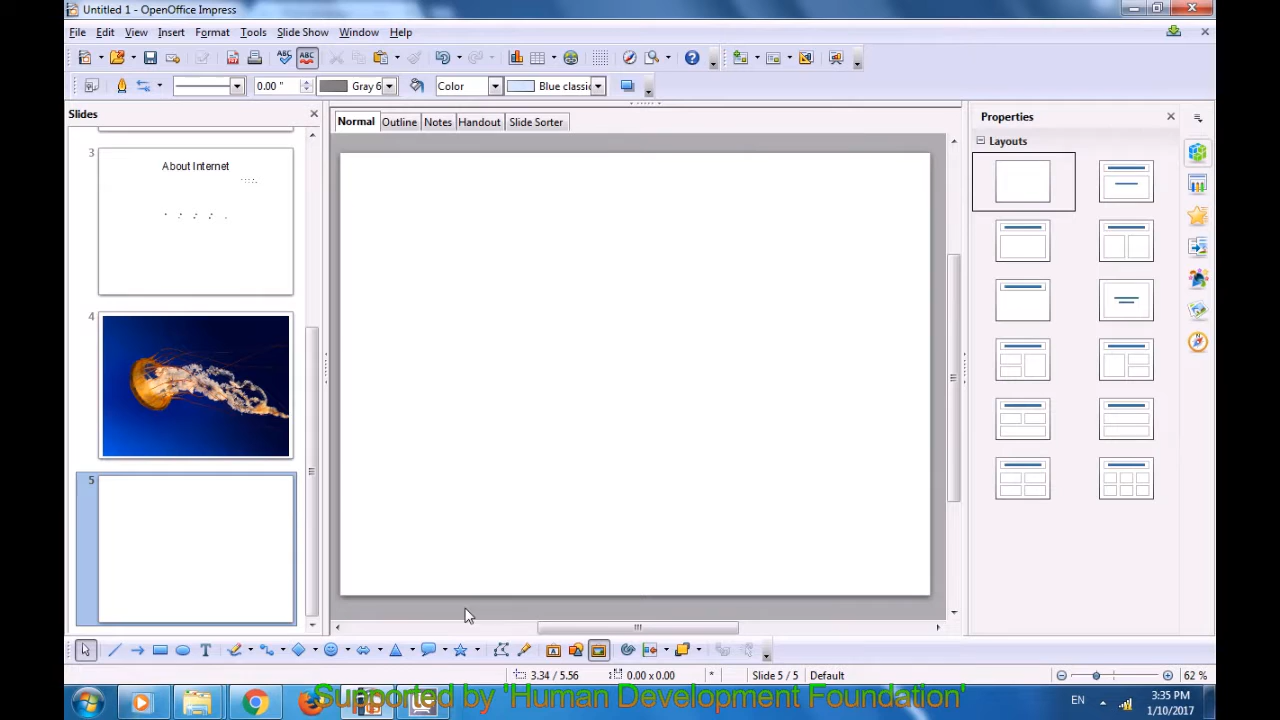 Untitled 1 - OpenOffice Impress
File Edit View Insert Format Tools Slide Show Window Help
0.00 " Gray 6 Color Blue classi
Slides
Normal Outline Notes Handout Slide Sorter
Properties
Layouts
3
About Internet
4
5
3.34 / 5.56 0.00 x 0.00 * Slide 5 / 5 Default 62 %
EN 3:35 PM
1/10/2017
Supported by 'Human Development Foundation'